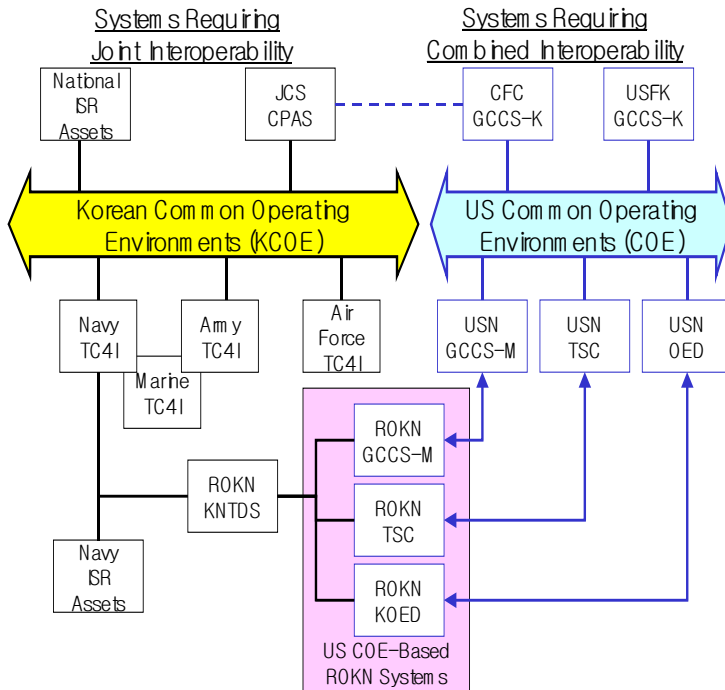 Systems Requiring
Joint Interoperability
Systems Requiring
Combined Interoperability
National
ISR
Assets
JCS
CPAS
CFC
GCCS-K
USFK
GCCS-K
Korean Common Operating
Environments (KCOE)
US Common Operating
Environments (COE)
Navy
TC4I
Army
TC4I
Marine
TC4I
Air
Force
TC4I
USN
GCCS-M
USN
TSC
USN
OED
ROKN
GCCS-M
ROKN
KNTDS
ROKN
TSC
Navy
ISR
Assets
ROKN
KOED
US COE-Based
ROKN Systems